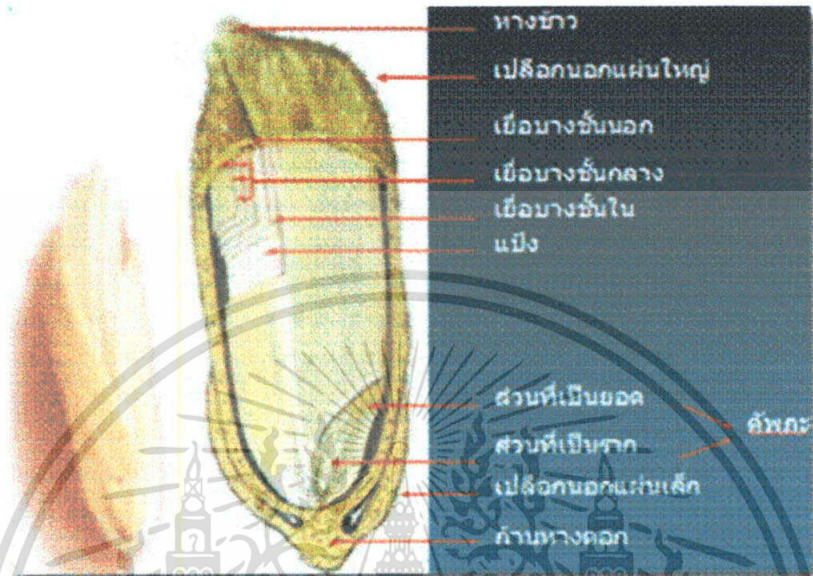 หางข้าว
เปลือกนอกแผ่นใหญ่
เยื่อบางชั้นนอก
เยื่อบางชั้นกลาง
เยื่อบางชั้นใน
แป้ง
ส่วนที่เป็นยอด
คัพภะ
ส่วนที่เป็นราก
เปลือกนอกแผ่นเล็ก
ก้านหางดอก